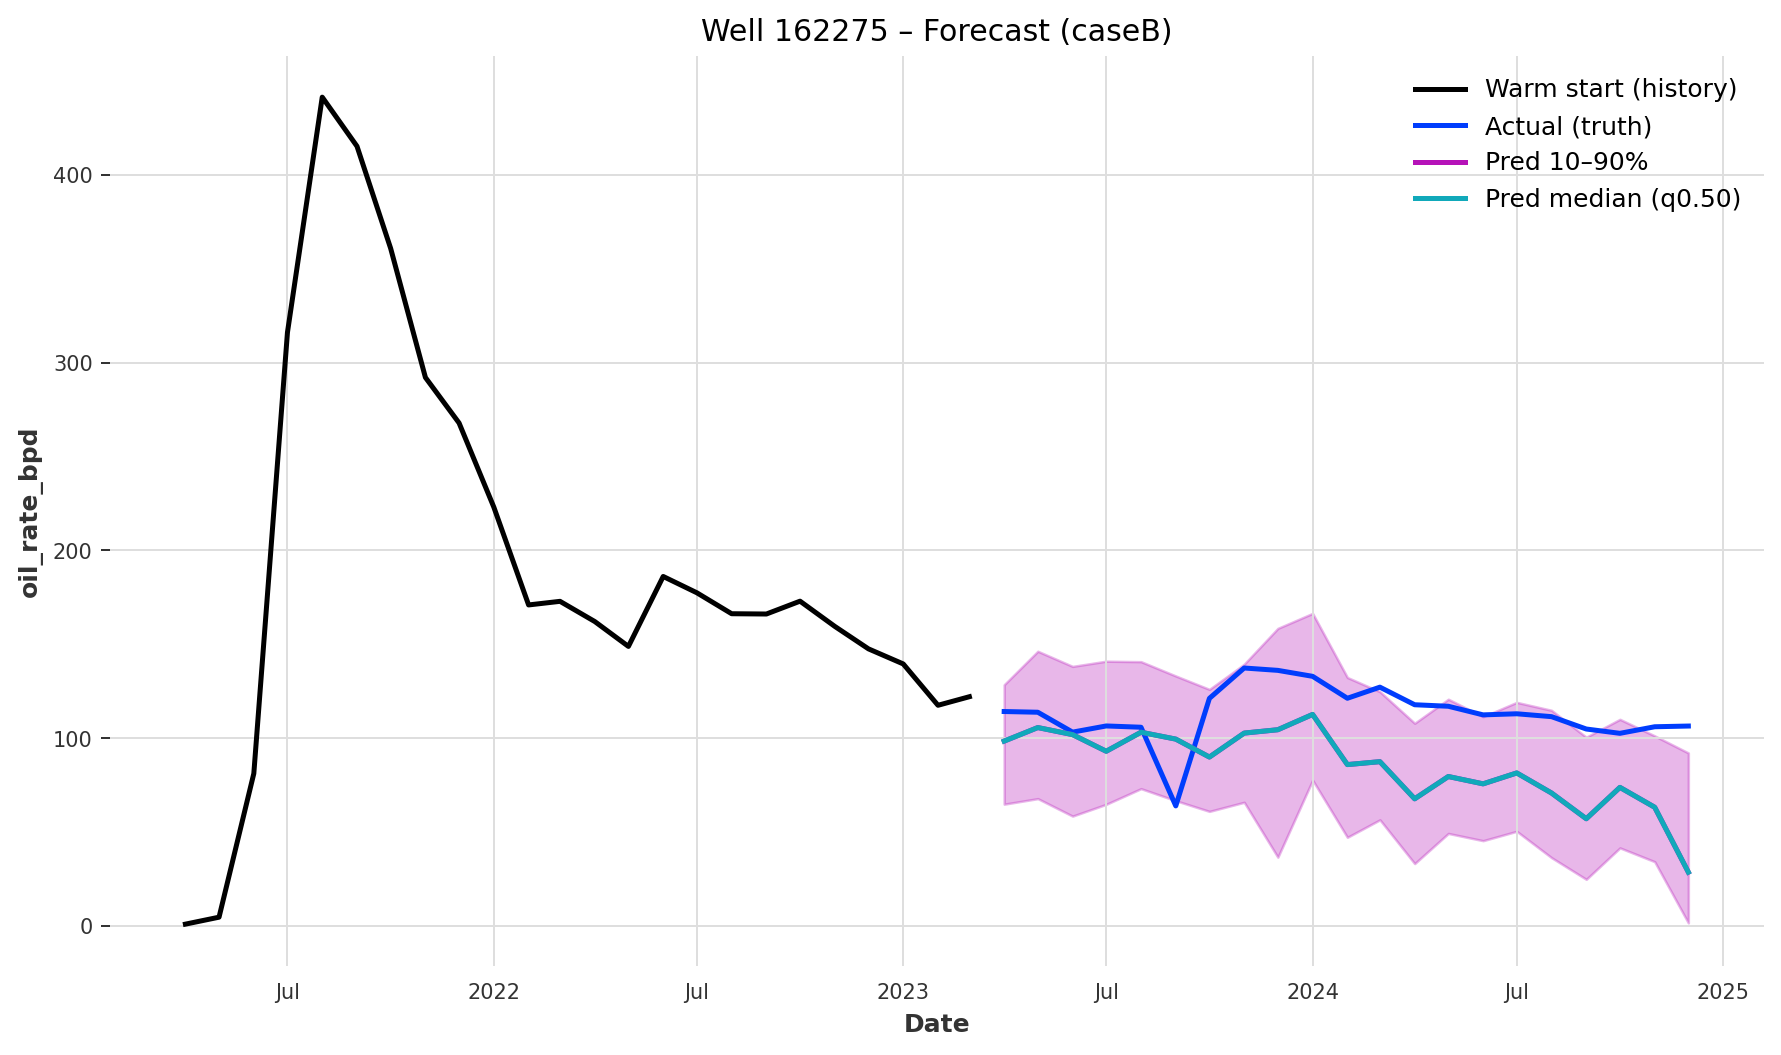 Well 162275 – Forecast (caseB)
Warm start (history)
Actual (truth)
Pred 10–90%
Pred median (q0.50)
oil_rate_bpd
400
300
200
100
0
Jul 2022 Jul 2023 Jul 2024 Jul 2025
Date